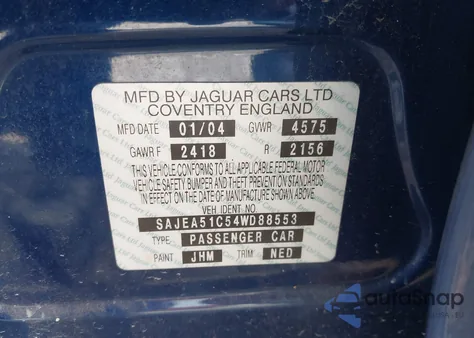 MFD BY JAGUAR CARS LTD
COVENTRY ENGLAND
MFD DATE 01/04 GVWR 4575
GAWR F 2418 R 2156
THIS VEHICLE CONFORMS TO ALL APPLICABLE FEDERAL MOTOR
VEHICLE SAFETY BUMPER AND THEFT PREVENTION STANDARDS
IN EFFECT ON THE DATE OF MANUFACTURE SHOWN ABOVE
VEH. IDENT. No.
SAJEA51C54WD88553
TYPE PASSENGER CAR
PAINT JHM TRIM NED
autoSnap